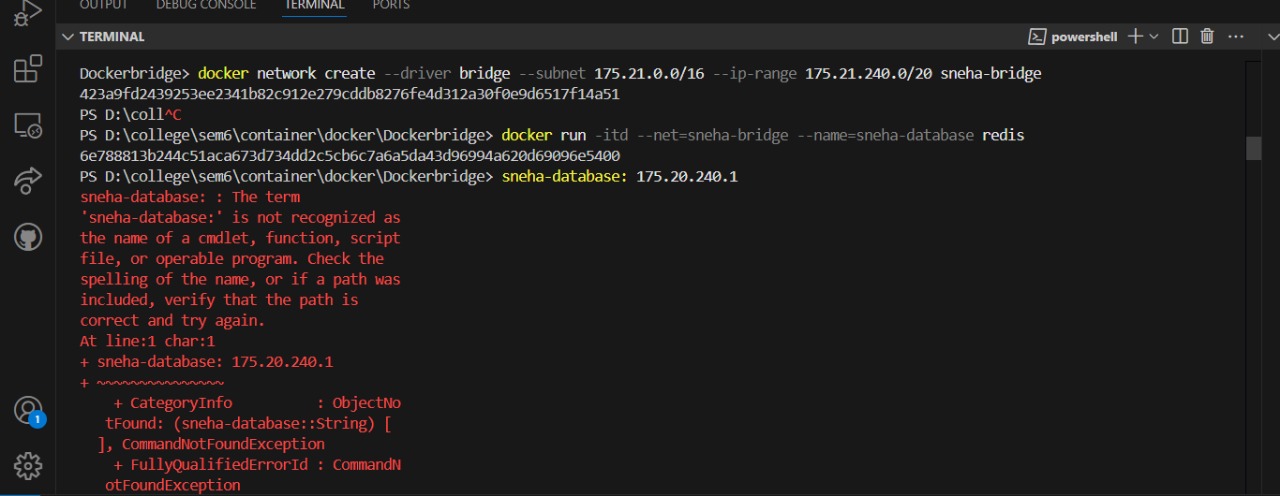 OUTPUT DEBUG CONSOLE TERMINAL PORTS
TERMINAL powershell
Dockerbridge> docker network create --driver bridge --subnet 175.21.0.0/16 --ip-range 175.21.240.0/20 sneha-bridge
423a9fd2439253ee2341b82c912e279cddb8276fe4d312a30f0e9d6517f14a51
PS D:\coll^C
PS D:\college\sem6\container\docker\Dockerbridge> docker run -itd --net=sneha-bridge --name=sneha-database redis
6e788813b244c51aca673d734dd2c5cb6c7a6a5da43d96994a620d69096e5400
PS D:\college\sem6\container\docker\Dockerbridge> sneha-database: 175.20.240.1
sneha-database: : The term
'sneha-database:' is not recognized as
the name of a cmdlet, function, script
file, or operable program. Check the
spelling of the name, or if a path was
included, verify that the path is
correct and try again.
At line:1 char:1
+ sneha-database: 175.20.240.1
+ ~~~~~~~~~~~~~~~
+ CategoryInfo : ObjectNo
tFound: (sneha-database::String) [
], CommandNotFoundException
+ FullyQualifiedErrorId : CommandN
otFoundException
1